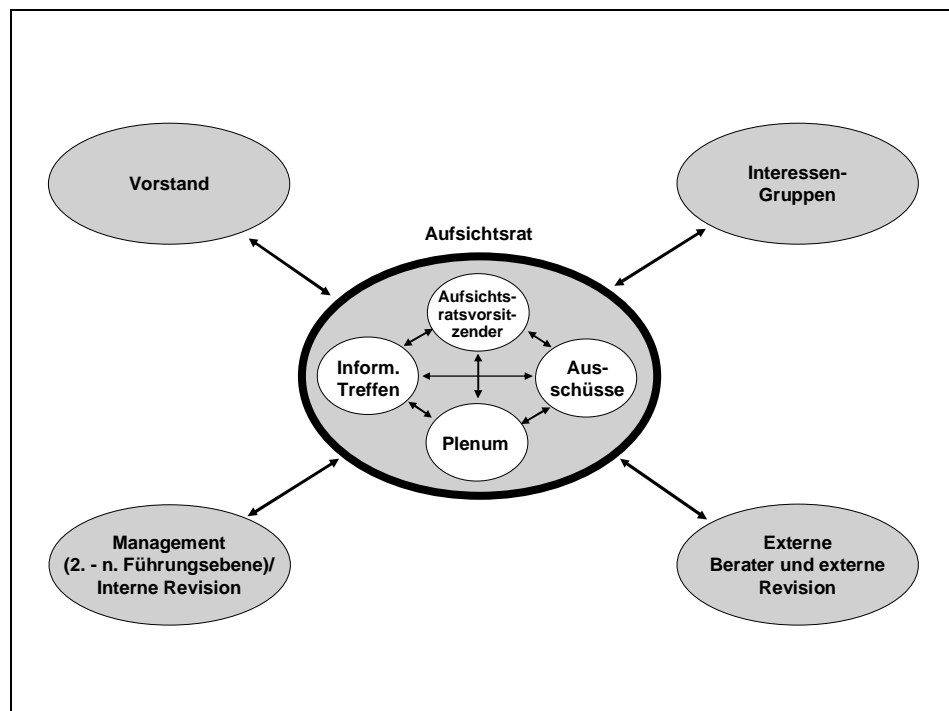 Vorstand
Interessen-
Gruppen
Aufsichtsrat
Aufsichts-
ratsvorsit-
zender
Inform.
Treffen
Aus-
schüsse
Plenum
Management
(2. - n. Führungsebene)/
Interne Revision
Externe
Berater und externe
Revision